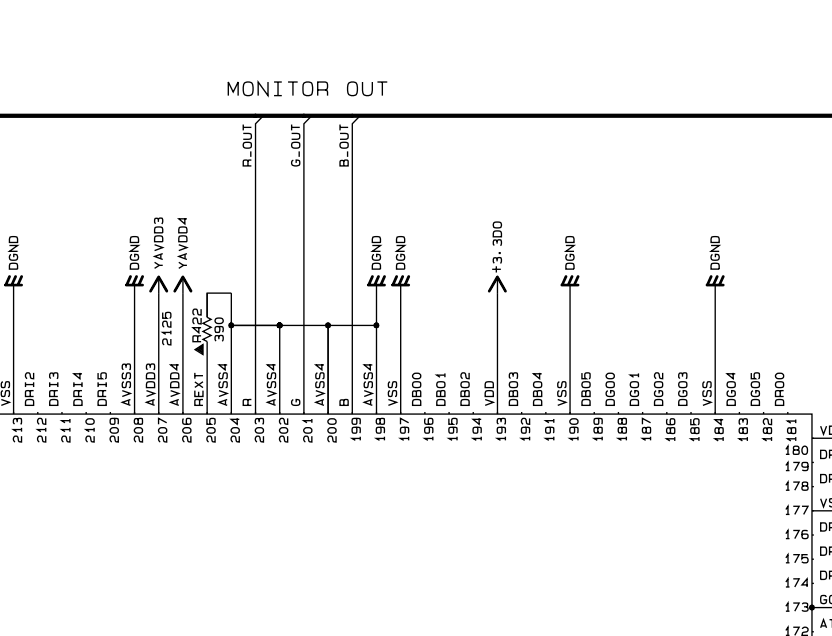 MONITOR OUT
R_OUT
G_OUT
B_OUT
DGND
DGND
YAVDD3
YAVDD4
DGND
DGND
+3.3D0
DGND
DGND
2125
R422
390
VSS
DRI2
DRI3
DRI4
DRI5
AVSS3
AVDD3
AVDD4
REXT
AVSS4
R
AVSS4
G
AVSS4
B
AVSS4
VSS
DBO0
DBO1
DBO2
VDD
DBO3
DBO4
VSS
DBO5
DGO0
DGO1
DGO2
DGO3
VSS
DGO4
DGO5
DRO0
213
212
211
210
209
208
207
206
205
204
203
202
201
200
199
198
197
196
195
194
193
192
191
190
189
188
187
186
185
184
183
182
181
180
179
178
177
176
175
174
173
172